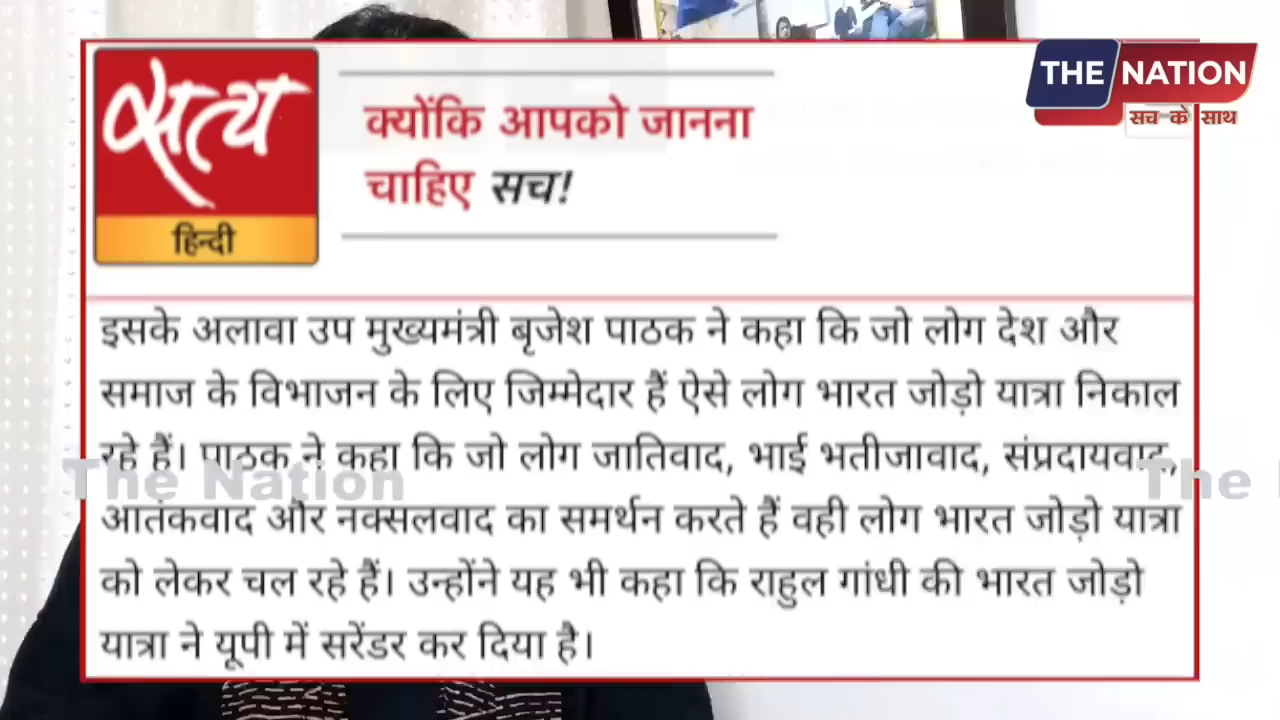 THE NATION
सच के साथ
सत्य
हिन्दी
क्योंकि आपको जानना
चाहिए सच!
इसके अलावा उप मुख्यमंत्री बृजेश पाठक ने कहा कि जो लोग देश और
समाज के विभाजन के लिए जिम्मेदार हैं ऐसे लोग भारत जोड़ो यात्रा निकाल
रहे हैं। पाठक ने कहा कि जो लोग जातिवाद, भाई भतीजावाद, संप्रदायवाद,
The Nation
The
आतंकवाद और नक्सलवाद का समर्थन करते हैं वही लोग भारत जोड़ो यात्रा
को लेकर चल रहे हैं। उन्होंने यह भी कहा कि राहुल गांधी की भारत जोड़ो
यात्रा ने यूपी में सरेंडर कर दिया है।